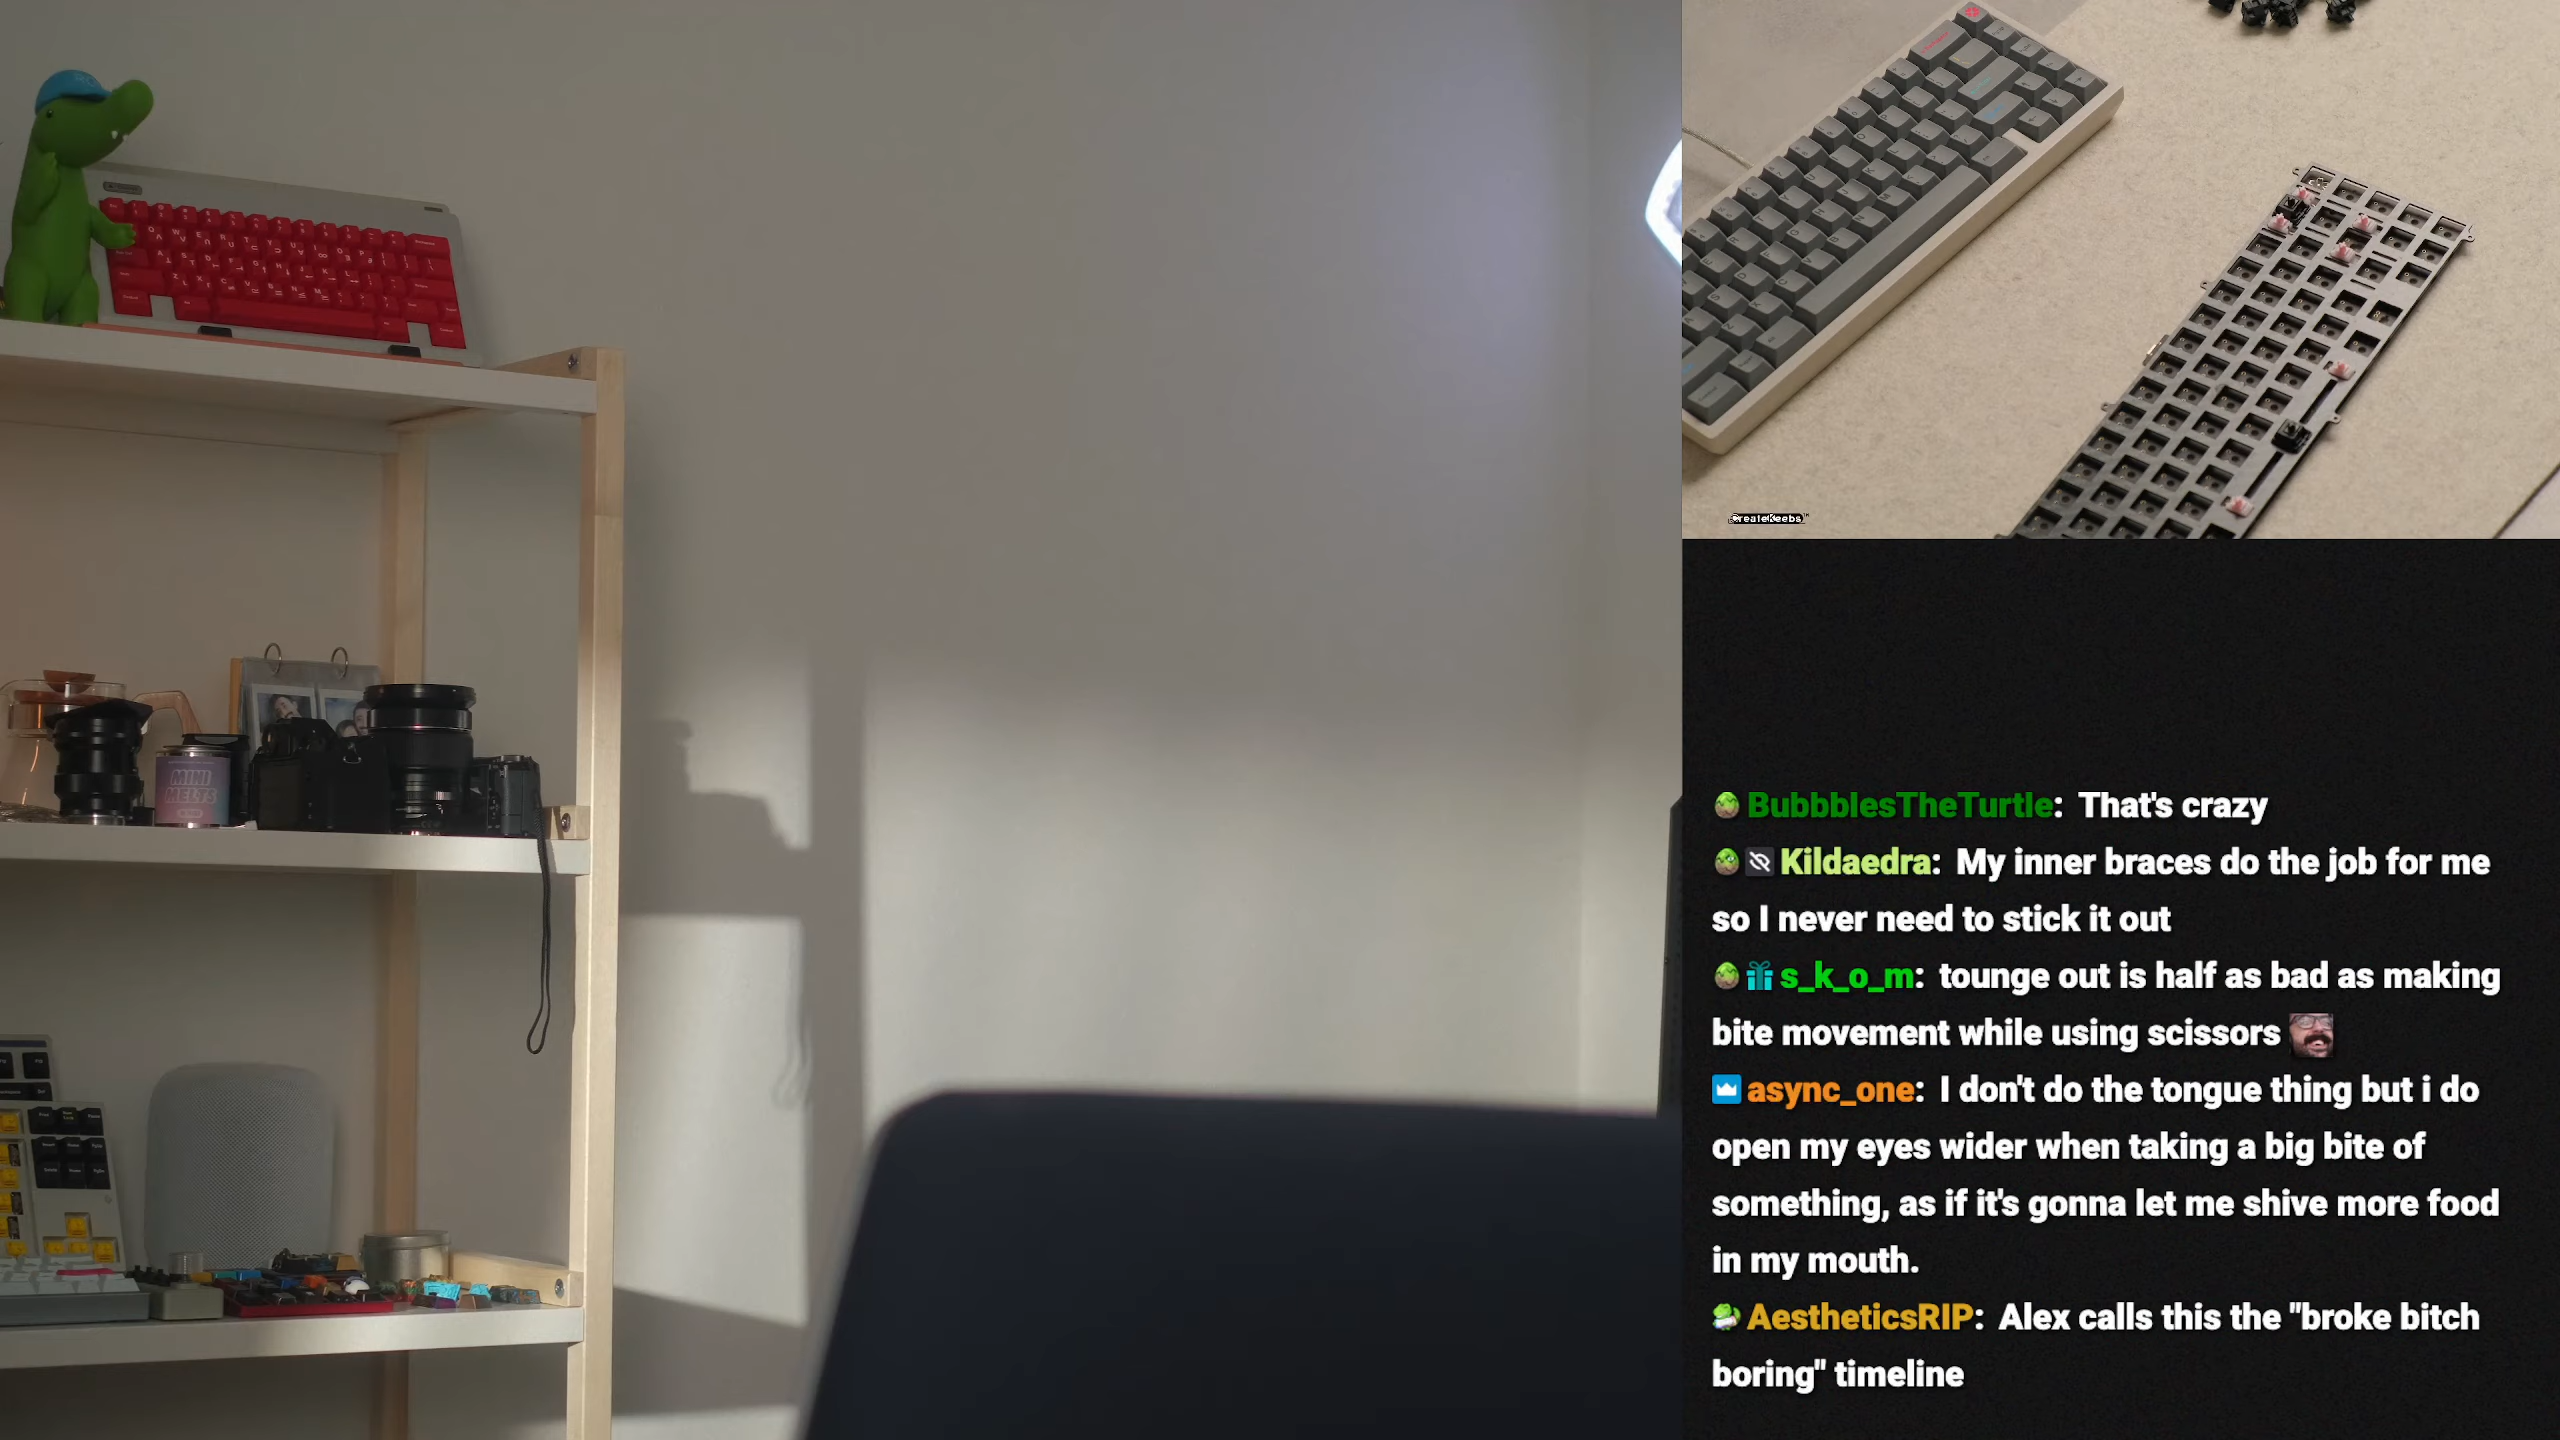 MINI
MELTS
CreateKeebs
BubbblesTheTurtle: That's crazy
Kildaedra: My inner braces do the job for me
so I never need to stick it out
s_k_o_m: tounge out is half as bad as making
bite movement while using scissors
async_one: I don't do the tongue thing but i do
open my eyes wider when taking a big bite of
something, as if it's gonna let me shive more food
in my mouth.
AestheticsRIP: Alex calls this the "broke bitch
boring" timeline